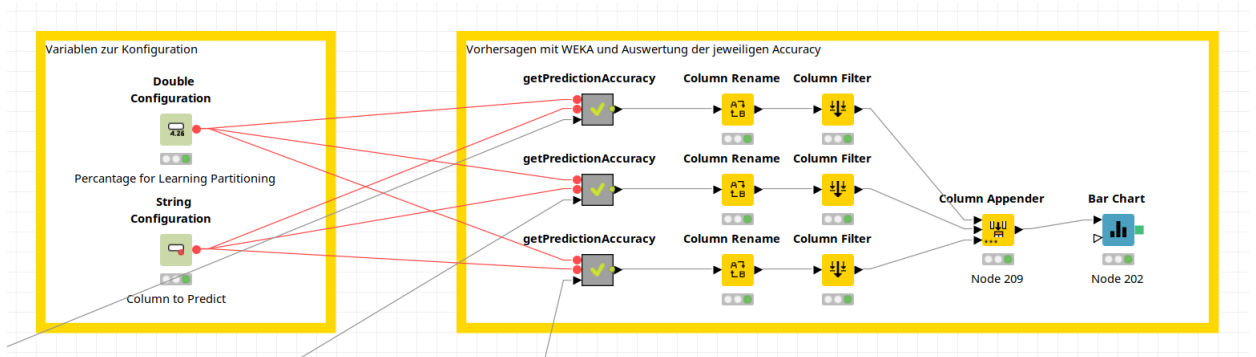 Variablen zur Konfiguration
Double
Configuration
4.26
Percantage for Learning Partitioning
String
Configuration
Column to Predict
Vorhersagen mit WEKA und Auswertung der jeweiligen Accuracy
getPredictionAccuracy Column Rename Column Filter
A
L B
getPredictionAccuracy Column Rename Column Filter
A
L B
Column Appender Bar Chart
getPredictionAccuracy Column Rename Column Filter
A
L B
Node 209 Node 202